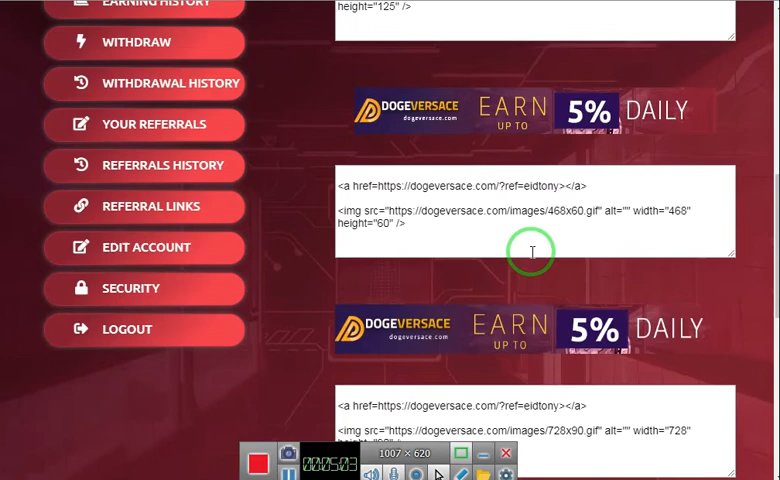 EARNING HISTORY
WITHDRAW
WITHDRAWAL HISTORY
YOUR REFERRALS
REFERRALS HISTORY
REFERRAL LINKS
EDIT ACCOUNT
SECURITY
LOGOUT
height="125" />
DOGEVERSACE
dogeversace.com
EARN
UP TO
5%
DAILY
<a href=https://dogeversace.com/?ref=eidtony></a>
<img src="https://dogeversace.com/images/468x60.gif" alt="" width="468"
height="60" />
DOGEVERSACE
dogeversace.com
EARN
UP TO
5%
DAILY
<a href=https://dogeversace.com/?ref=eidtony></a>
<img src="https://dogeversace.com/images/728x90.gif" alt="" width="728"
1007 × 620
00:05:03